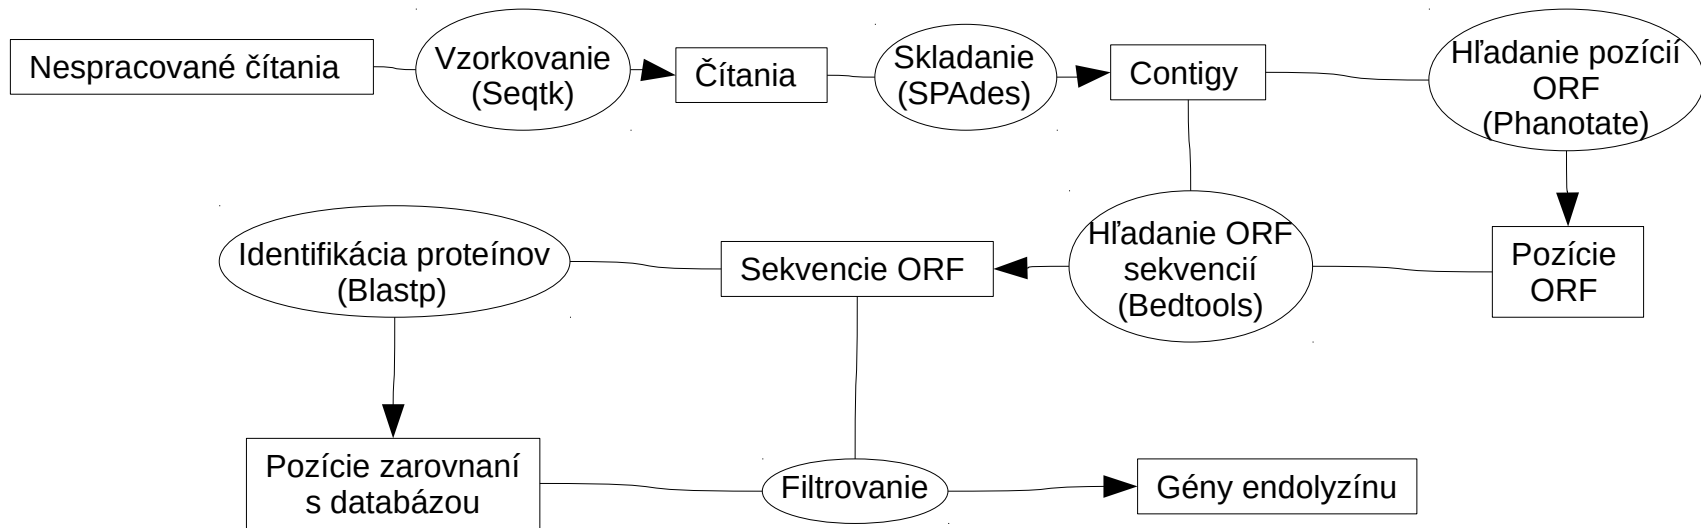 Nespracované čítania
Vzorkovanie
(Seqtk)
Čítania
Skladanie
(SPAdes)
Contigy
Hľadanie pozícií
ORF
(Phanotate)
Identifikácia proteínov
(Blastp)
Sekvencie ORF
Hľadanie ORF
sekvencií
(Bedtools)
Pozície
ORF
Pozície zarovnaní
s databázou
Filtrovanie
Gény endolyzínu